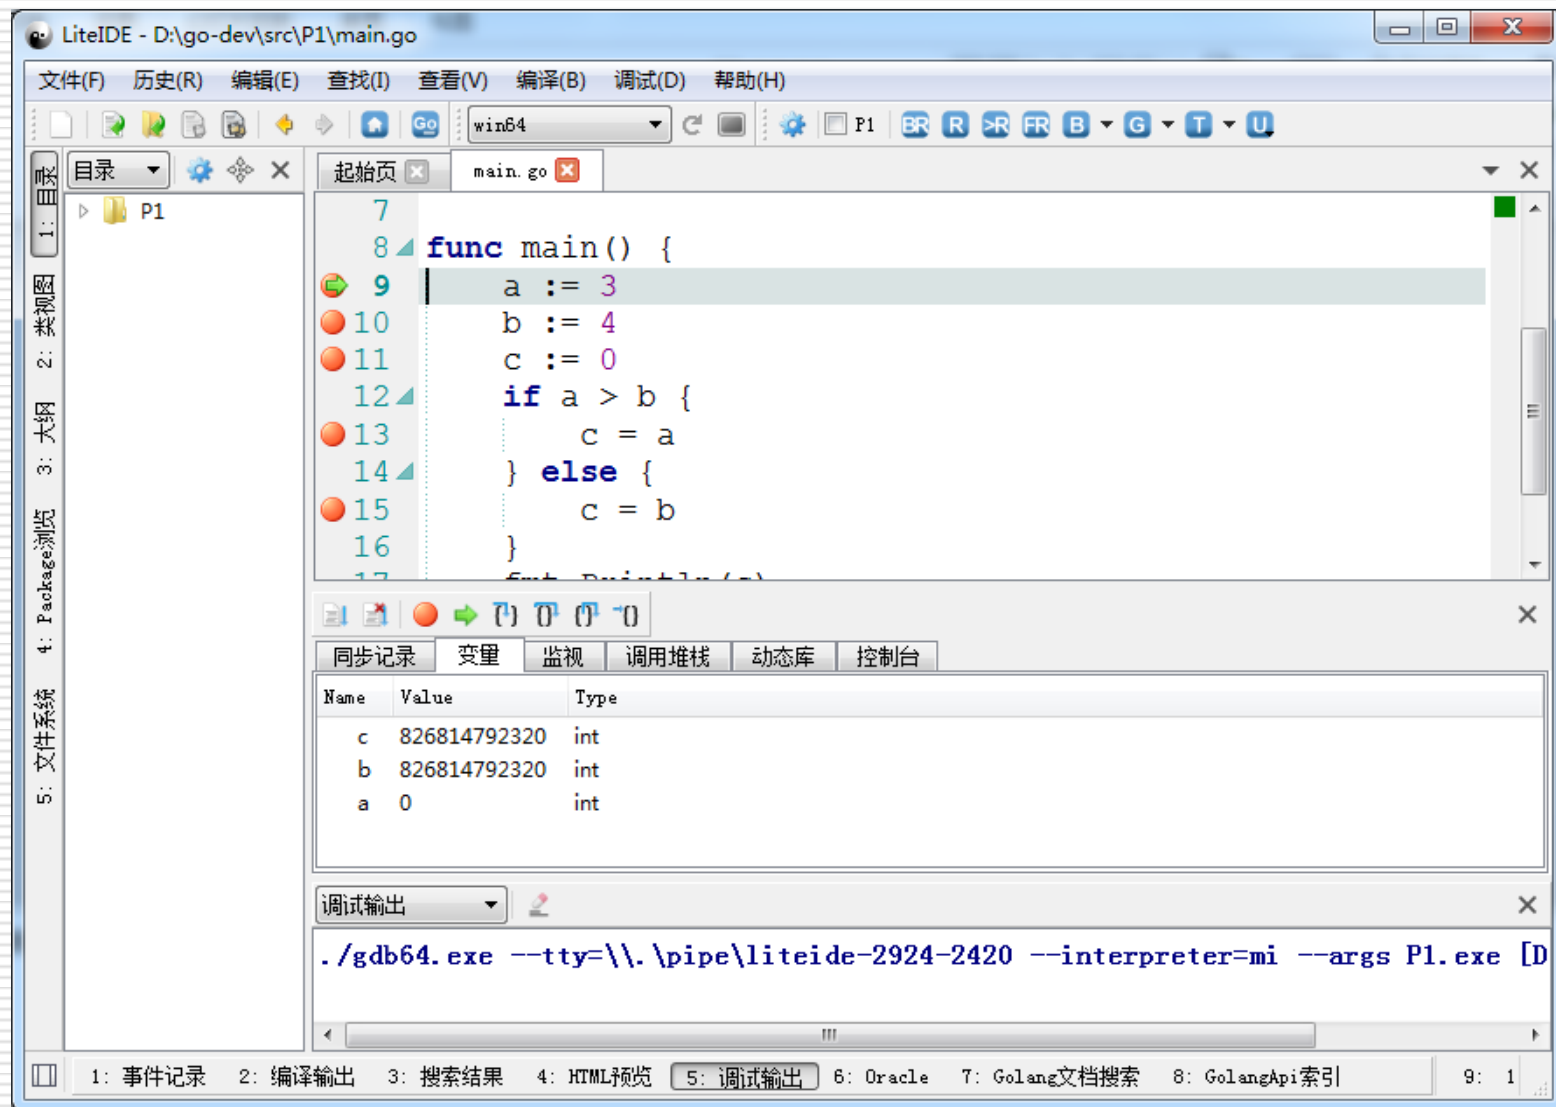 LiteIDE - D:\go-dev\src\P1\main.go
文件(F) 历史(R) 编辑(E) 查找(I) 查看(V) 编译(B) 调试(D) 帮助(H)
Go win64 P1 BR R >R FR B G T U
1: 目录
2: 类视图
3: 大纲
4: Package浏览
5: 文件系统
目录
P1
起始页 main.go
7
8 func main() {
9 a := 3
10 b := 4
11 c := 0
12 if a > b {
13 c = a
14 } else {
15 c = b
16 }
17 fmt.Println(c)
同步记录 变量 监视 调用堆栈 动态库 控制台
Name Value Type
c 826814792320 int
b 826814792320 int
a 0 int
调试输出
./gdb64.exe --tty=\\.\pipe\liteide-2924-2420 --interpreter=mi --args P1.exe [D
1: 事件记录 2: 编译输出 3: 搜索结果 4: HTML预览 5: 调试输出 6: Oracle 7: Golang文档搜索 8: GolangApi索引 9: 1